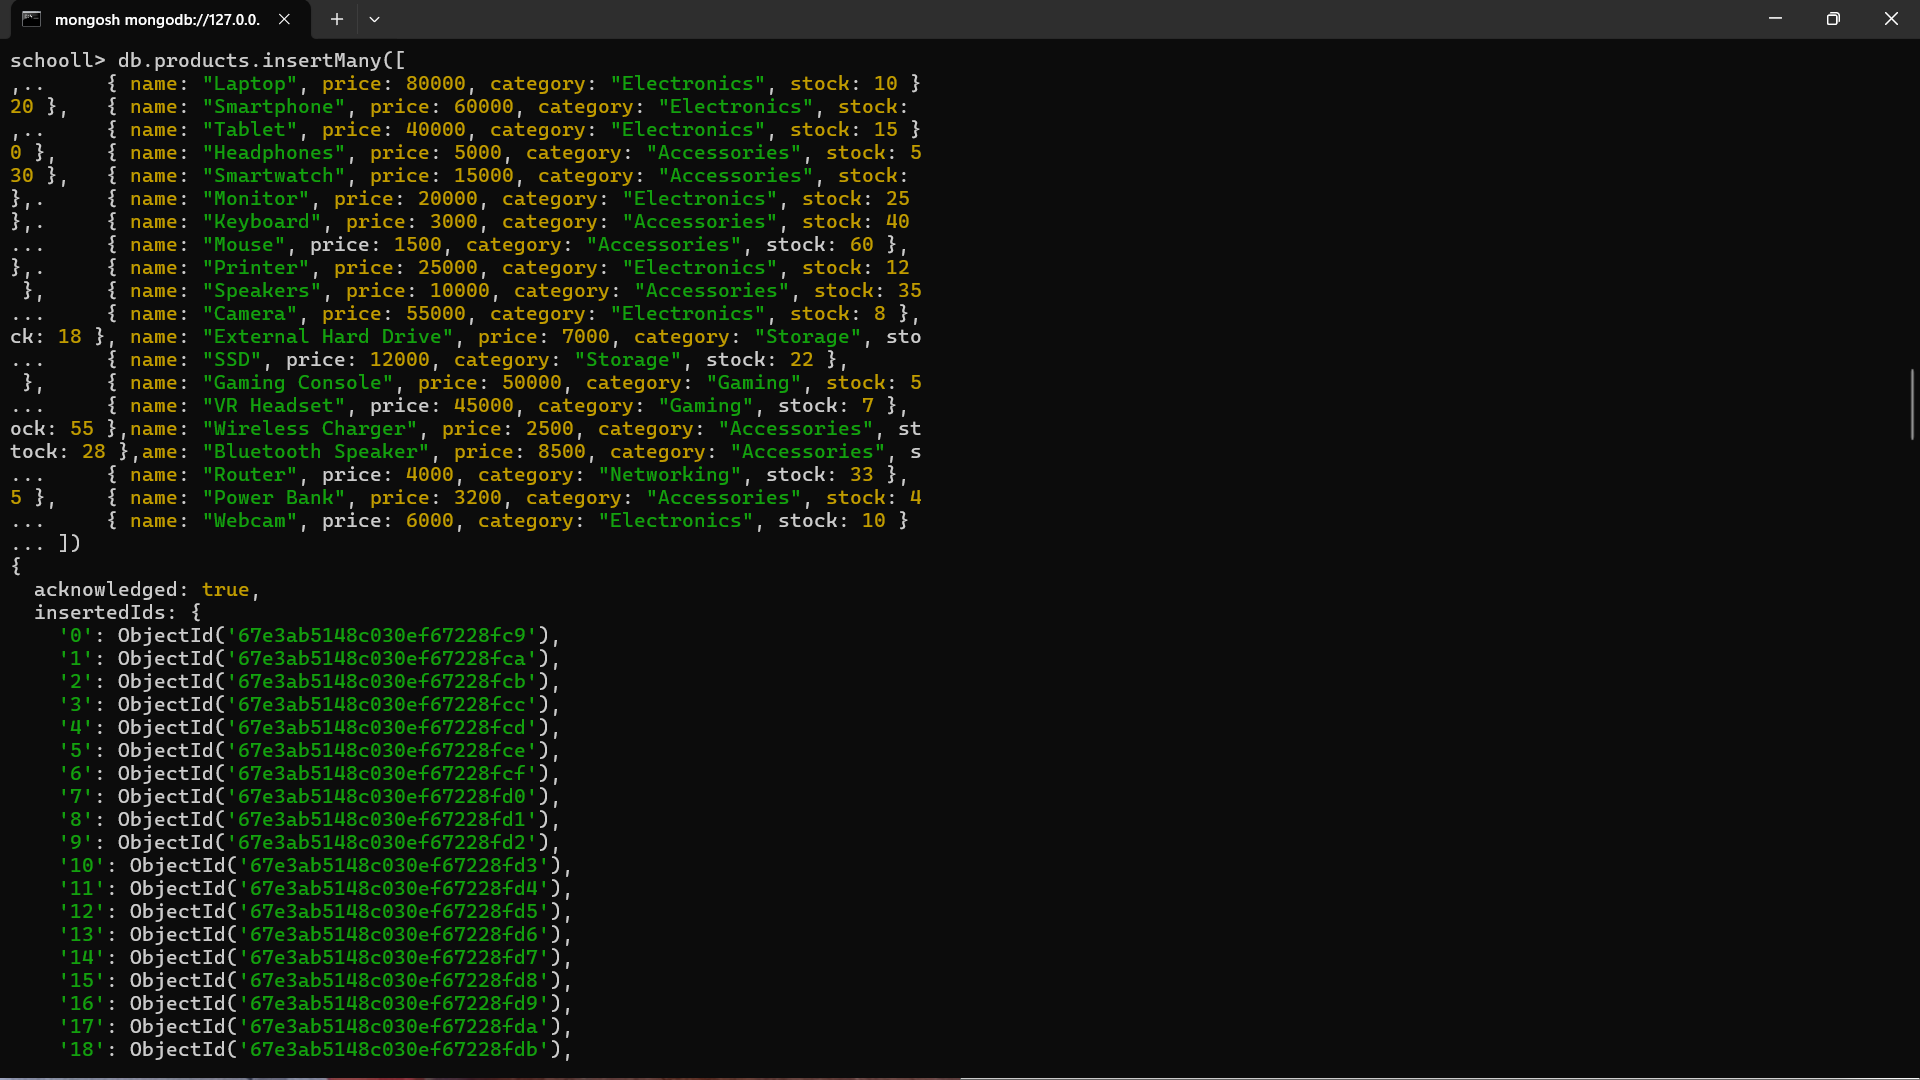 mongosh mongodb://127.0.0.
schooll> db.products.insertMany([
,..     { name: "Laptop", price: 80000, category: "Electronics", stock: 10 }
20 },   { name: "Smartphone", price: 60000, category: "Electronics", stock:
,..     { name: "Tablet", price: 40000, category: "Electronics", stock: 15 }
0 },    { name: "Headphones", price: 5000, category: "Accessories", stock: 5
30 },   { name: "Smartwatch", price: 15000, category: "Accessories", stock:
},.     { name: "Monitor", price: 20000, category: "Electronics", stock: 25
},.     { name: "Keyboard", price: 3000, category: "Accessories", stock: 40
...     { name: "Mouse", price: 1500, category: "Accessories", stock: 60 },
},.     { name: "Printer", price: 25000, category: "Electronics", stock: 12
 },     { name: "Speakers", price: 10000, category: "Accessories", stock: 35
...     { name: "Camera", price: 55000, category: "Electronics", stock: 8 },
ck: 18 }, name: "External Hard Drive", price: 7000, category: "Storage", sto
...     { name: "SSD", price: 12000, category: "Storage", stock: 22 },
 },     { name: "Gaming Console", price: 50000, category: "Gaming", stock: 5
...     { name: "VR Headset", price: 45000, category: "Gaming", stock: 7 },
ock: 55 },name: "Wireless Charger", price: 2500, category: "Accessories", st
tock: 28 },ame: "Bluetooth Speaker", price: 8500, category: "Accessories", s
...     { name: "Router", price: 4000, category: "Networking", stock: 33 },
5 },    { name: "Power Bank", price: 3200, category: "Accessories", stock: 4
...     { name: "Webcam", price: 6000, category: "Electronics", stock: 10 }
... ])
{
  acknowledged: true,
  insertedIds: {
    '0': ObjectId('67e3ab5148c030ef67228fc9'),
    '1': ObjectId('67e3ab5148c030ef67228fca'),
    '2': ObjectId('67e3ab5148c030ef67228fcb'),
    '3': ObjectId('67e3ab5148c030ef67228fcc'),
    '4': ObjectId('67e3ab5148c030ef67228fcd'),
    '5': ObjectId('67e3ab5148c030ef67228fce'),
    '6': ObjectId('67e3ab5148c030ef67228fcf'),
    '7': ObjectId('67e3ab5148c030ef67228fd0'),
    '8': ObjectId('67e3ab5148c030ef67228fd1'),
    '9': ObjectId('67e3ab5148c030ef67228fd2'),
    '10': ObjectId('67e3ab5148c030ef67228fd3'),
    '11': ObjectId('67e3ab5148c030ef67228fd4'),
    '12': ObjectId('67e3ab5148c030ef67228fd5'),
    '13': ObjectId('67e3ab5148c030ef67228fd6'),
    '14': ObjectId('67e3ab5148c030ef67228fd7'),
    '15': ObjectId('67e3ab5148c030ef67228fd8'),
    '16': ObjectId('67e3ab5148c030ef67228fd9'),
    '17': ObjectId('67e3ab5148c030ef67228fda'),
    '18': ObjectId('67e3ab5148c030ef67228fdb'),